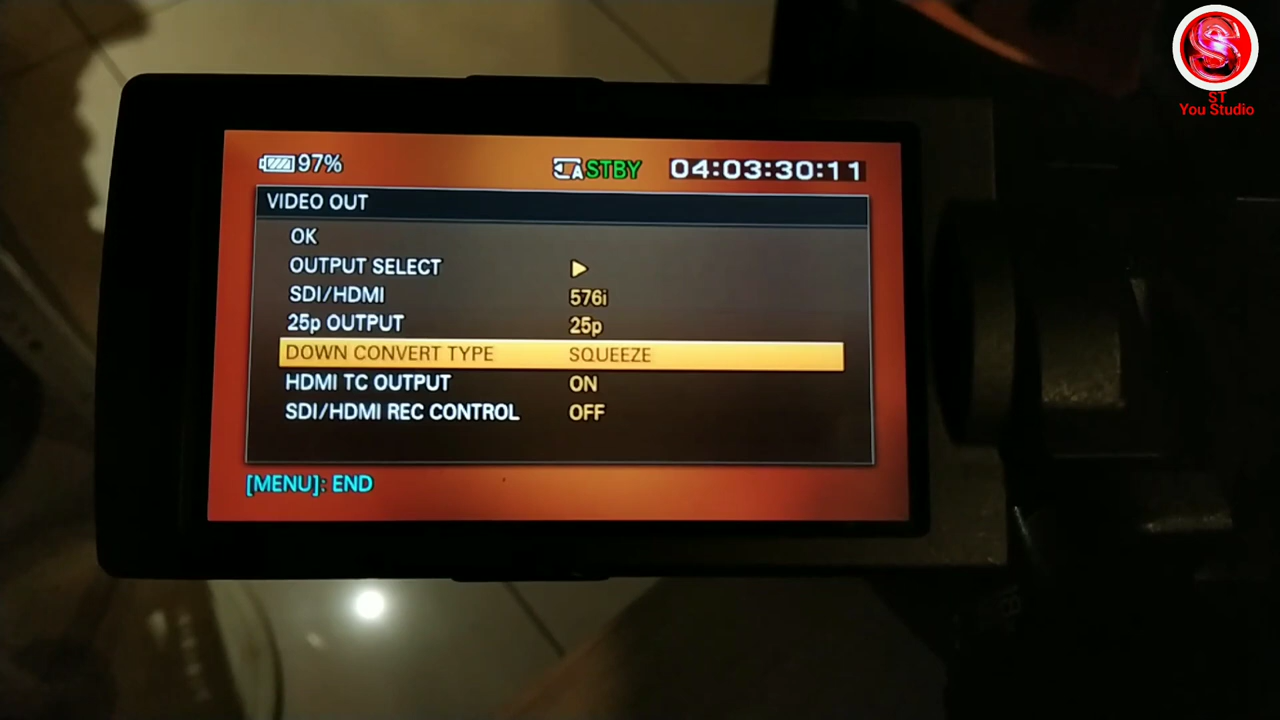 97%
A STBY 04:03:30:11
VIDEO OUT
OK
OUTPUT SELECT
SDI/HDMI 576i
25p OUTPUT 25p
DOWN CONVERT TYPE SQUEEZE
HDMI TC OUTPUT ON
SDI/HDMI REC CONTROL OFF
[MENU]: END
S
ST
You Studio